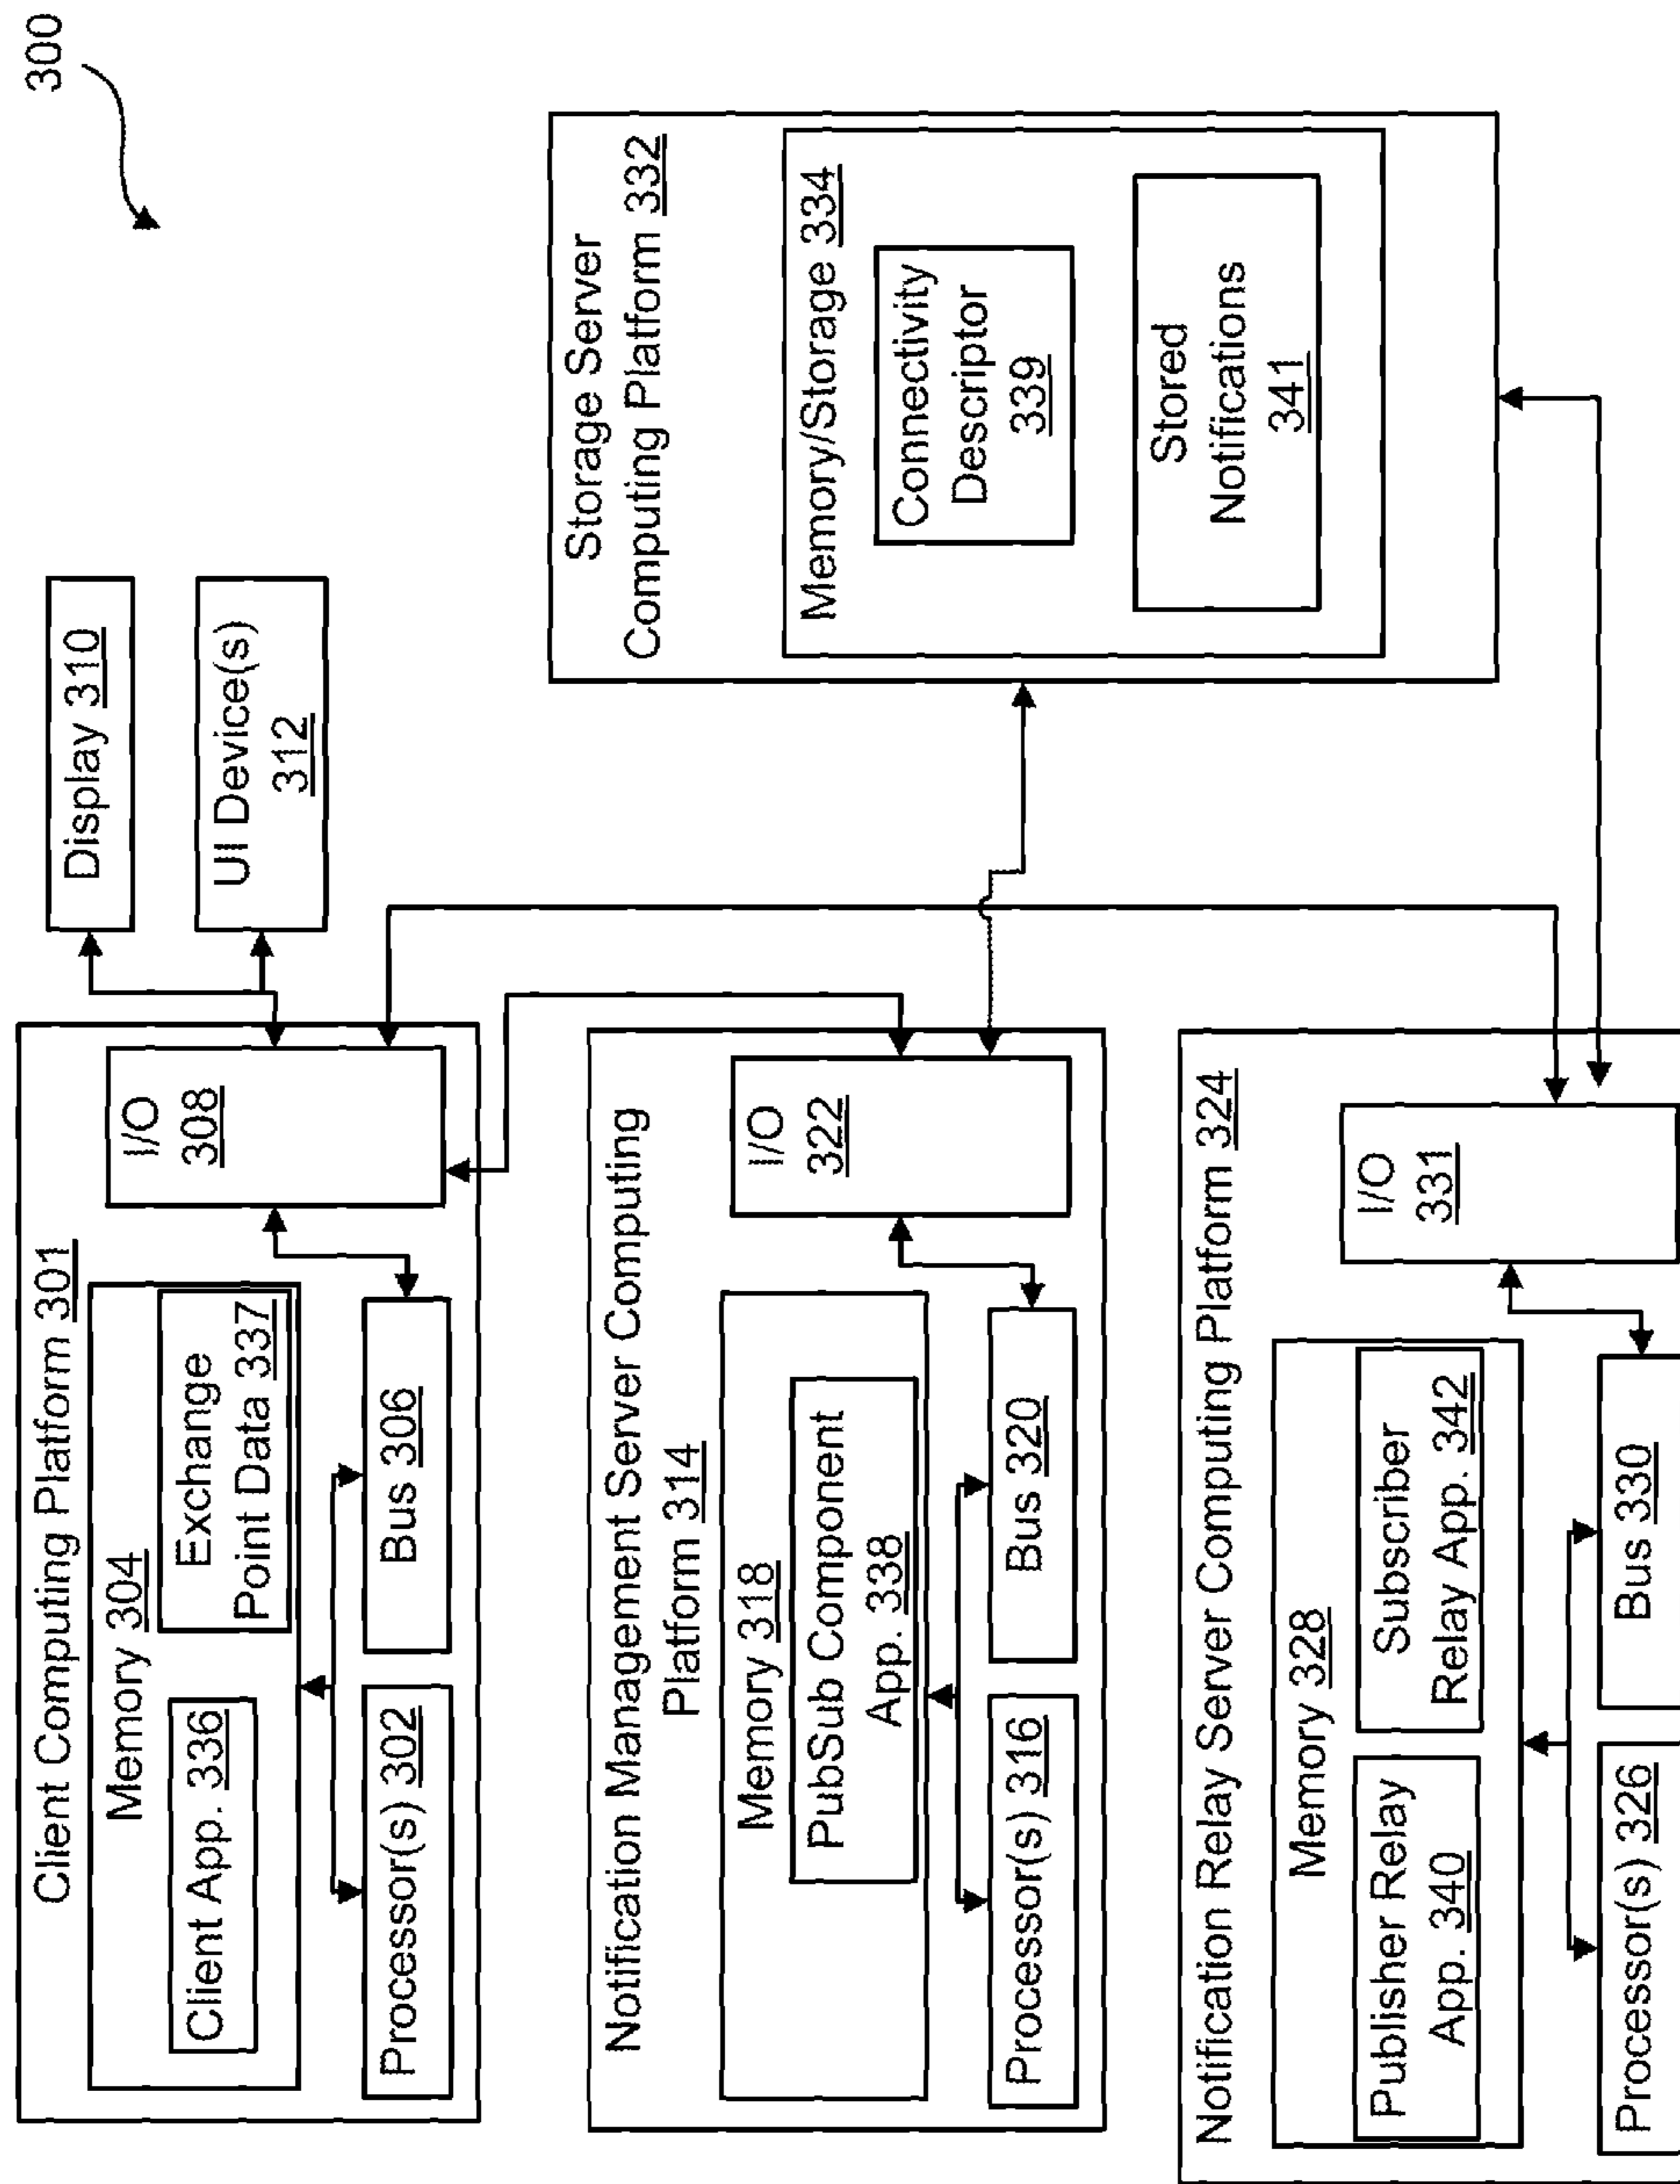 300
Client Computing Platform 301
Memory 304
Client App. 336
Exchange
Point Data 337
Processor(s) 302
Bus 306
I/O
308
Display 310
UI Device(s)
312
Notification Management Server Computing
Platform 314
Memory 318
PubSub Component
App. 338
Processor(s) 316
Bus 320
I/O
322
Storage Server
Computing Platform 332
Memory/Storage 334
Connectivity
Descriptor
339
Stored
Notifications
341
Notification Relay Server Computing Platform 324
Memory 328
Publisher Relay
App. 340
Subscriber
Relay App. 342
Processor(s) 326
Bus 330
I/O
331